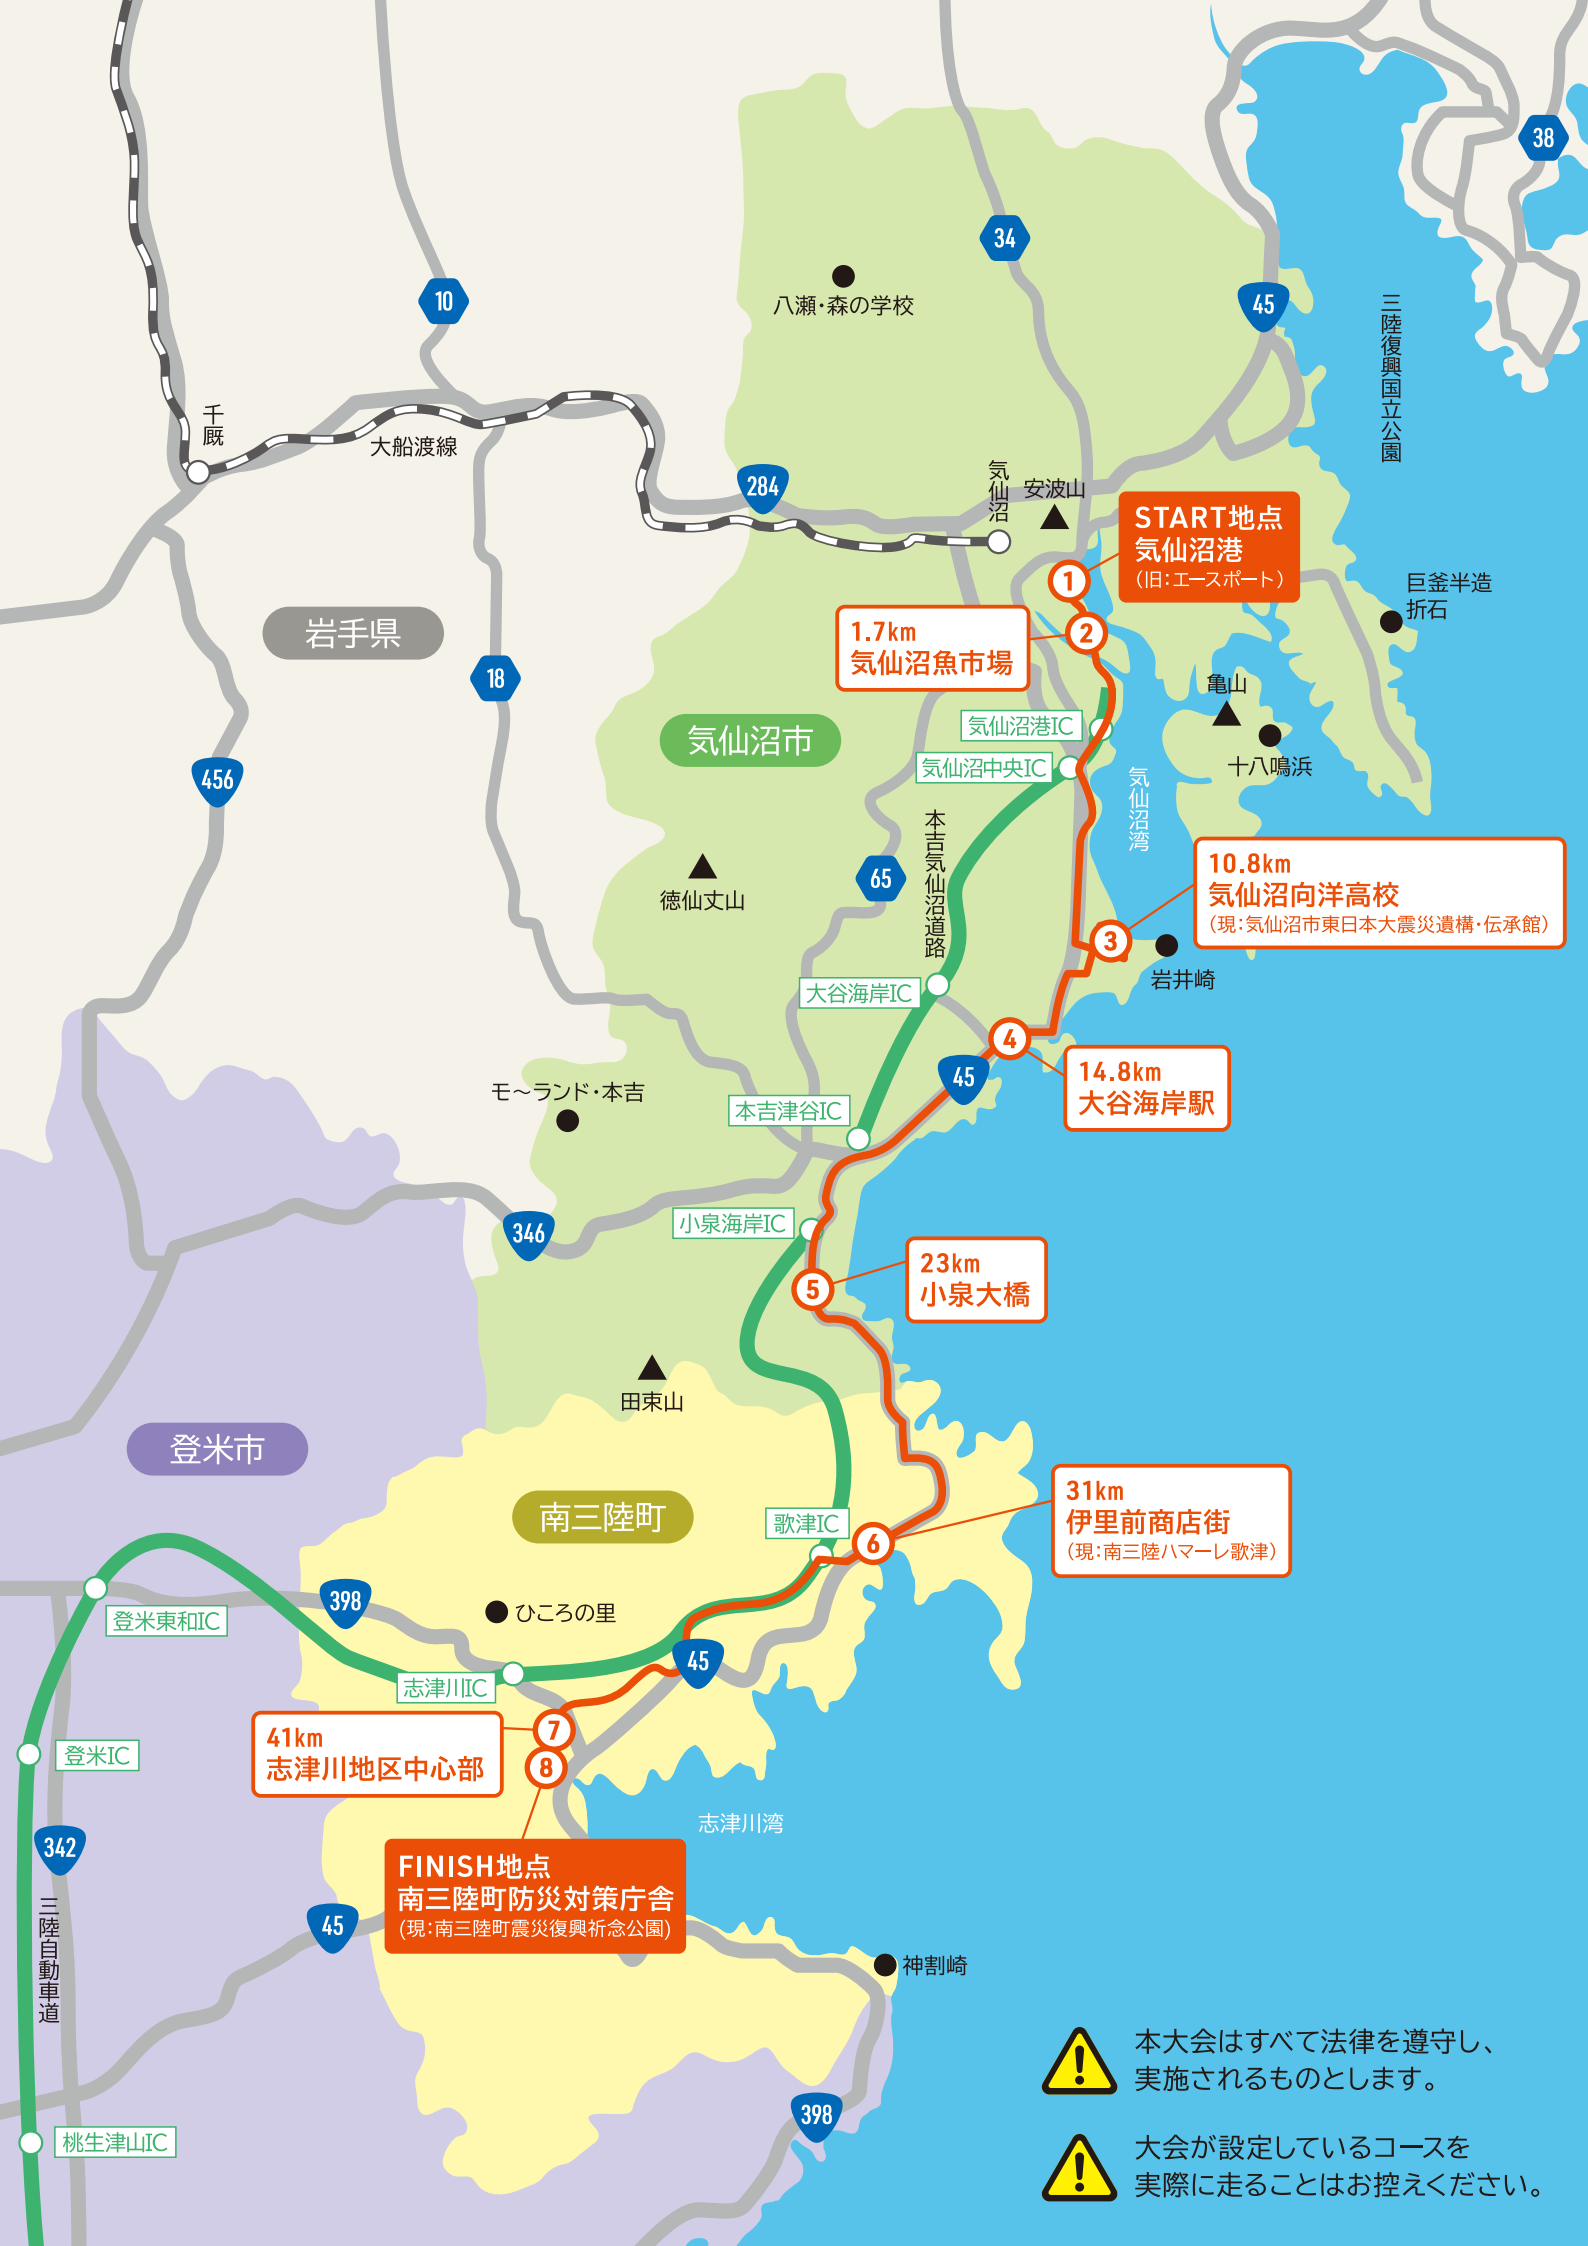 38
34
10
45
八瀬・森の学校
三陸復興国立公園
千厩
大船渡線
284
気仙沼
安波山
START地点
気仙沼港
(旧:エースポート)
1
巨釜半造
折石
1.7km
気仙沼魚市場
2
岩手県
18
亀山
気仙沼港IC
気仙沼市
十八鳴浜
気仙沼中央IC
456
気仙沼湾
本吉気仙沼道路
65
徳仙丈山
10.8km
気仙沼向洋高校
(現:気仙沼市東日本大震災遺構・伝承館)
3
岩井崎
大谷海岸IC
4
45
14.8km
大谷海岸駅
モ〜ランド・本吉
本吉津谷IC
346
小泉海岸IC
23km
小泉大橋
5
田束山
登米市
南三陸町
歌津IC
31km
伊里前商店街
(現:南三陸ハマーレ歌津)
6
398
ひころの里
登米東和IC
45
志津川IC
41km
志津川地区中心部
7
8
登米IC
志津川湾
342
FINISH地点
南三陸町防災対策庁舎
(現:南三陸町震災復興祈念公園)
45
三陸自動車道
神割崎
本大会はすべて法律を遵守し、
実施されるものとします。
398
桃生津山IC
大会が設定しているコースを
実際に走ることはお控えください。